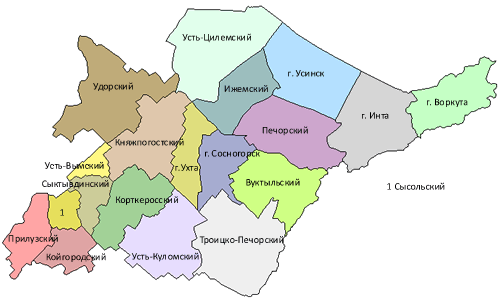 Усть-Цилемский
Удорский
Ижемский
г. Усинск
г. Инта
г. Воркута
Княжпогостский
Печорский
г. Сосногорск
Усть-Вымский
г.Ухта
Сыктывдинский
Вуктыльский
1 Сысольский
Корткеросский
1
Прилузский
Троицко-Печорский
Койгородский
Усть-Куломский